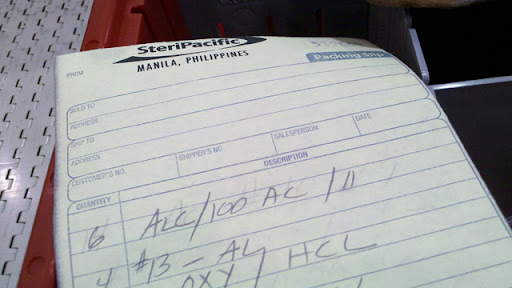 SteriPacific
MANILA, PHILIPPINES
FROM
Packing Slip
SOLD TO
ADDRESS
SHIP TO
ADDRESS
CUSTOMER'S NO.
SHIPPER'S NO.
SALESPERSON
DATE
QUANTITY
DESCRIPTION
6 ALC/100 AC /11
4 #13 - AL
OXY / HCL